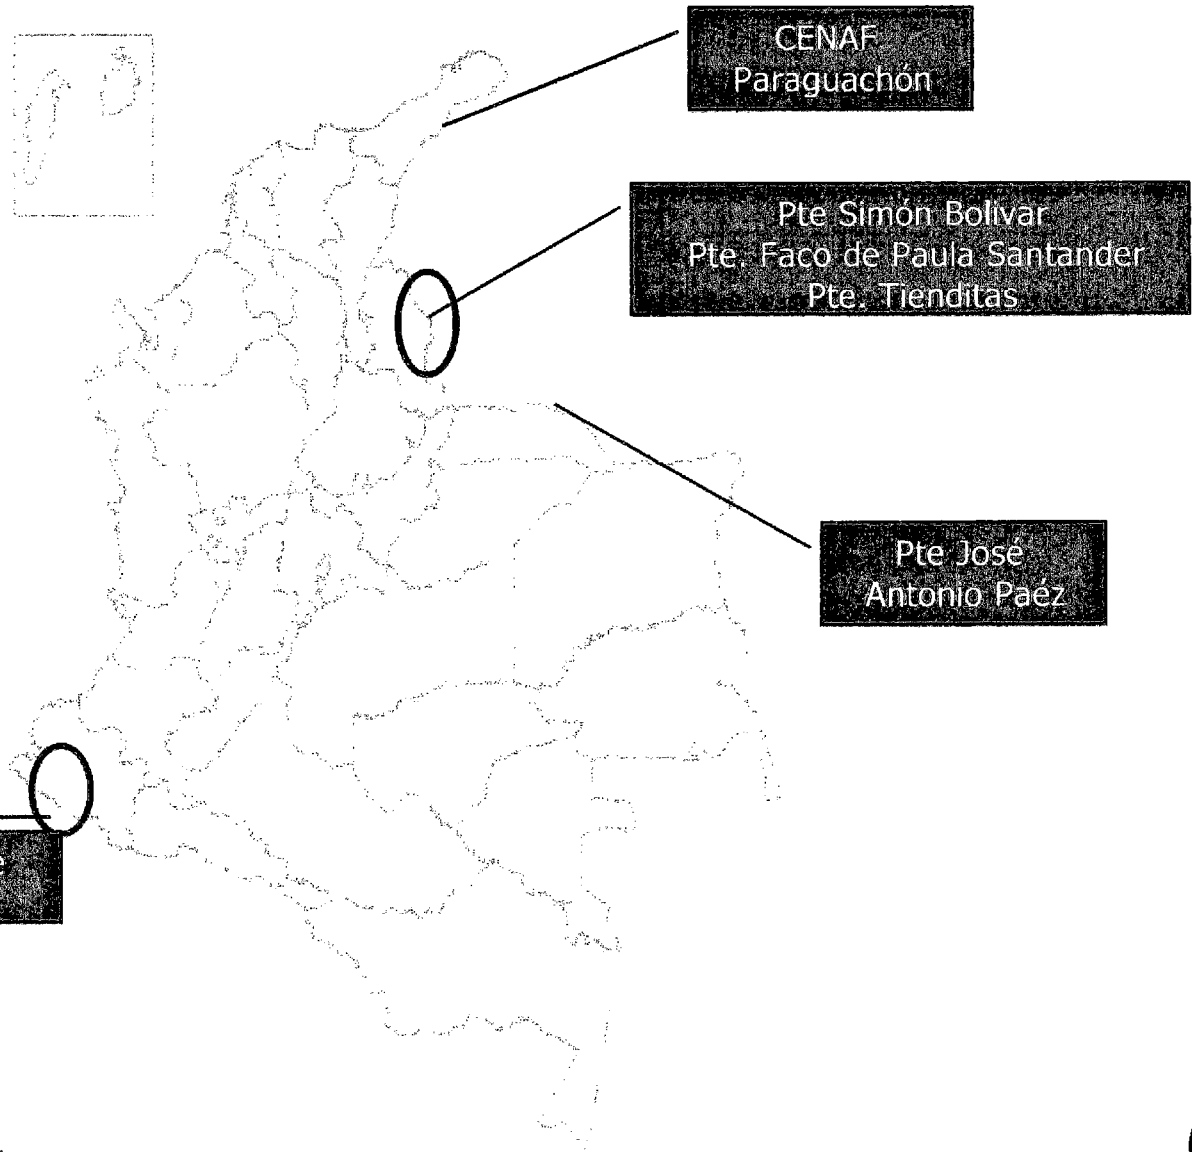 CENAF
Paraguachón
Pte Simón Bolivar
Pte. Faco de Paula Santander
Pte. Tienditas
Pte José
Antonio Paéz